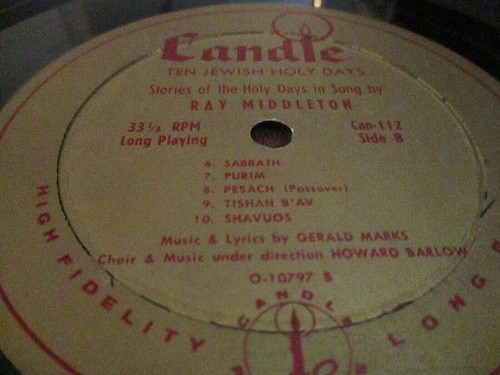 Candle
TEN JEWISH HOLY DAYS
Stories of the Holy Days in Song by
RAY MIDDLETON
33 1/3 RPM
Long Playing
Can-112
Side B
6. SABBATH
7. PURIM
8. PESACH (Passover)
9. TISHAH B'AV
10. SHAVUOS
Music & Lyrics by GERALD MARKS
Choir & Music under direction HOWARD BARLOW
O-10797 B
CANDLE
HIGH FIDELITY
LONG